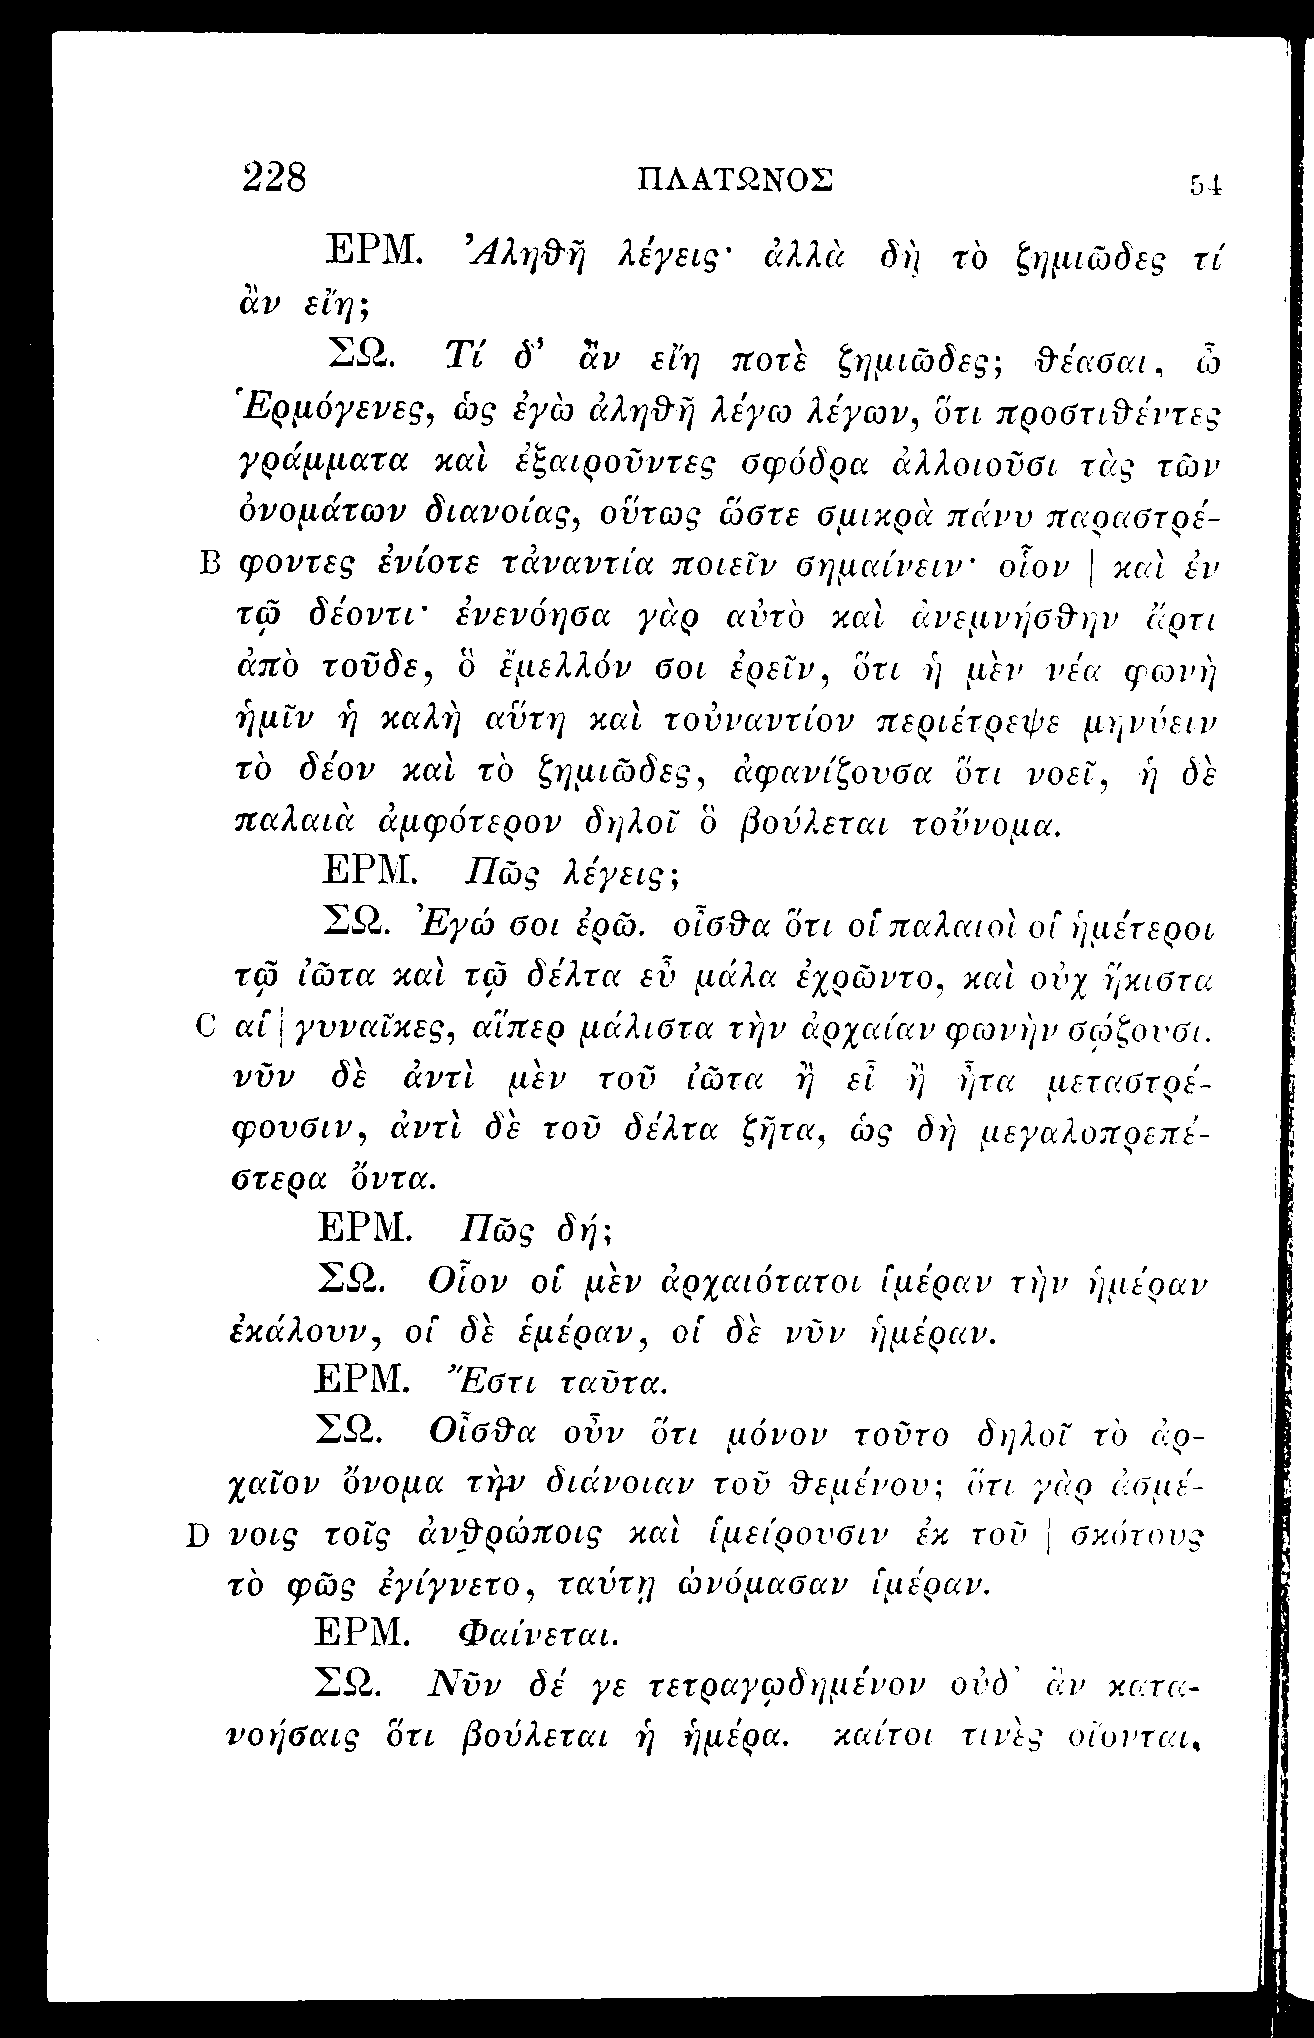 228 ΠΛΑΤΩΝΟΣ 54
ΕΡΜ. Ἀληθῆ λέγεις· ἀλλὰ δὴ τὸ ζημιῶδες τί
ἂν εἴη;
ΣΩ. Τί δ' ἂν εἴη ποτὲ ζημιῶδες; θέασαι, ὦ
Ἑρμόγενες, ὡς ἐγὼ ἀληθῆ λέγω λέγων, ὅτι προστιθέντες
γράμματα καὶ ἐξαιροῦντες σφόδρα ἀλλοιοῦσι τὰς τῶν
ὀνομάτων διανοίας, οὕτως ὥστε σμικρὰ πάνυ παραστρέ-
B φοντες ἐνίοτε τἀναντία ποιεῖν σημαίνειν· οἷον | καὶ ἐν
τῷ δέοντι· ἐνενόησα γὰρ αὐτὸ καὶ ἀνεμνήσθην ἄρτι
ἀπὸ τοῦδε, ὃ ἔμελλόν σοι ἐρεῖν, ὅτι ἡ μὲν νέα φωνὴ
ἡμῖν ἡ καλὴ αὕτη καὶ τοὐναντίον περιέτρεψε μηνύειν
τὸ δέον καὶ τὸ ζημιῶδες, ἀφανίζουσα ὅτι νοεῖ, ἡ δὲ
παλαιὰ ἀμφότερον δηλοῖ ὃ βούλεται τοὔνομα.
ΕΡΜ. Πῶς λέγεις;
ΣΩ. Ἐγώ σοι ἐρῶ. οἶσθα ὅτι οἱ παλαιοὶ οἱ ἡμέτεροι
τῷ ἰῶτα καὶ τῷ δέλτα εὖ μάλα ἐχρῶντο, καὶ οὐχ ἥκιστα
C αἱ | γυναῖκες, αἵπερ μάλιστα τὴν ἀρχαίαν φωνὴν σῴζουσι.
νῦν δὲ ἀντὶ μὲν τοῦ ἰῶτα ἢ εἶ ἢ ἦτα μεταστρέ-
φουσιν, ἀντὶ δὲ τοῦ δέλτα ζῆτα, ὡς δὴ μεγαλοπρεπέ-
στερα ὄντα.
ΕΡΜ. Πῶς δή;
ΣΩ. Οἷον οἱ μὲν ἀρχαιότατοι ἱμέραν τὴν ἡμέραν
ἐκάλουν, οἱ δὲ ἑμέραν, οἱ δὲ νῦν ἡμέραν.
ΕΡΜ. Ἔστι ταῦτα.
ΣΩ. Οἶσθα οὖν ὅτι μόνον τοῦτο δηλοῖ τὸ ἀρ-
χαῖον ὄνομα τὴν διάνοιαν τοῦ θεμένου; ὅτι γὰρ ἀσμέ-
D νοις τοῖς ἀνθρώποις καὶ ἱμείρουσιν ἐκ τοῦ | σκότους
τὸ φῶς ἐγίγνετο, ταύτῃ ὠνόμασαν ἱμέραν.
ΕΡΜ. Φαίνεται.
ΣΩ. Νῦν δέ γε τετραγῳδημένον οὐδ' ἂν κατα-
νοήσαις ὅτι βούλεται ἡ ἡμέρα. καίτοι τινὲς οἴονται,